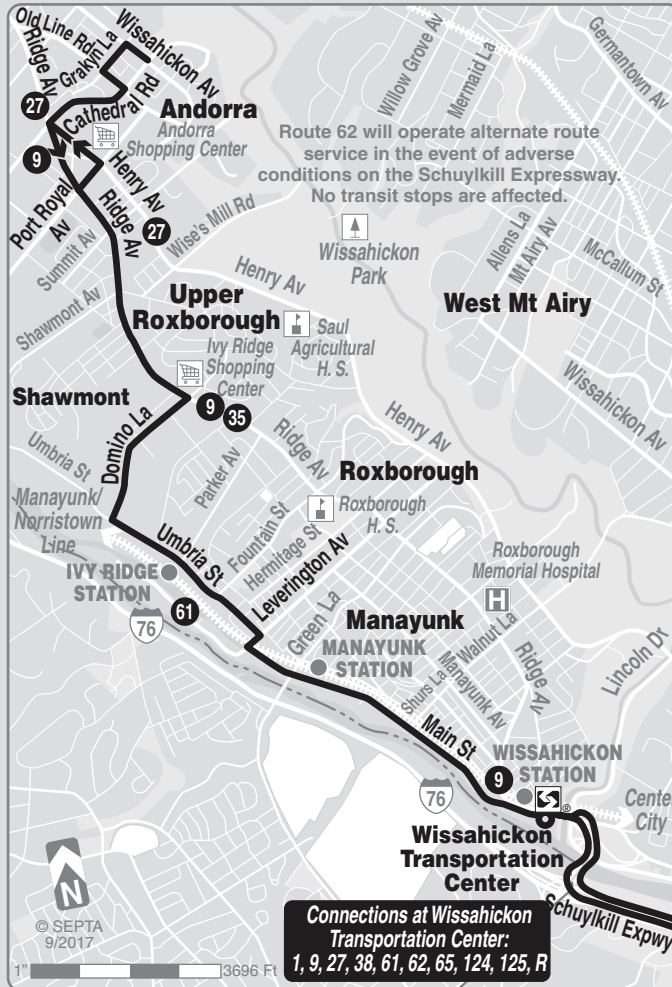 Old Line Rd
Ridge Av
Grakyn La
Wissahickon Av
27
Cathedral Rd
Andorra
Andorra
Shopping Center
9
Henry Av
Port Royal
Av
Ridge Av
27
Summit Av
Wise's Mill Rd
Shawmont Av
Willow Grove Av
Mermaid La
Germantown Av
Route 62 will operate alternate route
service in the event of adverse
conditions on the Schuylkill Expressway.
No transit stops are affected.
Wissahickon
Park
Allens La
Mt Airy Av
McCallum St
Henry Av
West Mt Airy
Upper
Roxborough
Saul
Agricultural
H. S.
Ivy Ridge
Shopping
Center
Wissahickon Av
Shawmont
9
35
Domino La
Henry Av
Ridge Av
Parker Av
Roxborough
Umbria St
Manayunk/
Norristown
Line
Roxborough
H. S.
Fountain St
Hermitage St
Umbria St
Leverington Av
Roxborough
Memorial Hospital
H
IVY RIDGE
STATION
61
76
Green La
Manayunk
MANAYUNK
STATION
Walnut La
Shurs La
Manayunk Av
Ridge Av
Lincoln Dr
Main St
WISSAHICKON
STATION
9
76
®
Center
City
Wissahickon
Transportation
Center
Schuylkill Expwy
N
© SEPTA
9/2017
1"
3696 Ft
Connections at Wissahickon
Transportation Center:
1, 9, 27, 38, 61, 62, 65, 124, 125, R